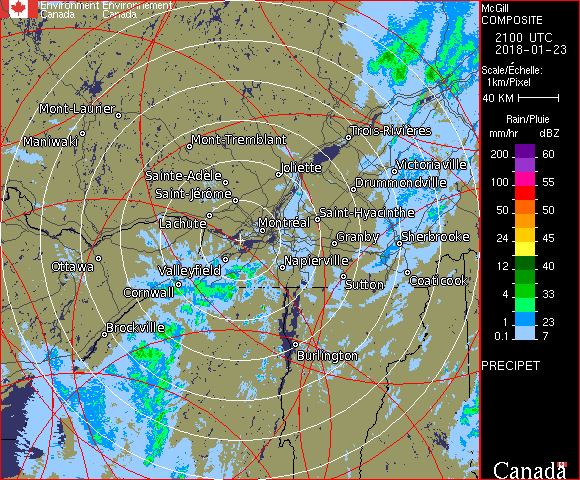 Environment Environnement
Canada Canada
McGill
COMPOSITE
2100 UTC
2018-01-23
Scale/Échelle:
1km/Pixel
40 KM
Rain/Pluie
mm/hr dBZ
200 60
100 55
50 50
24 45
12 40
4 33
2 30
1 23
0.1 7
PRECIPET
Canada
Mont-Laurier
Maniwaki
Mont-Tremblant
Trois-Rivières
Sainte-Adèle
Joliette
Victoriaville
Saint-Jérôme
Drummondville
Lachute
Montréal
Saint-Hyacinthe
Granby
Sherbrooke
Ottawa
Valleyfield
Napierville
Cornwall
Sutton
Coaticook
Brockville
Burlington